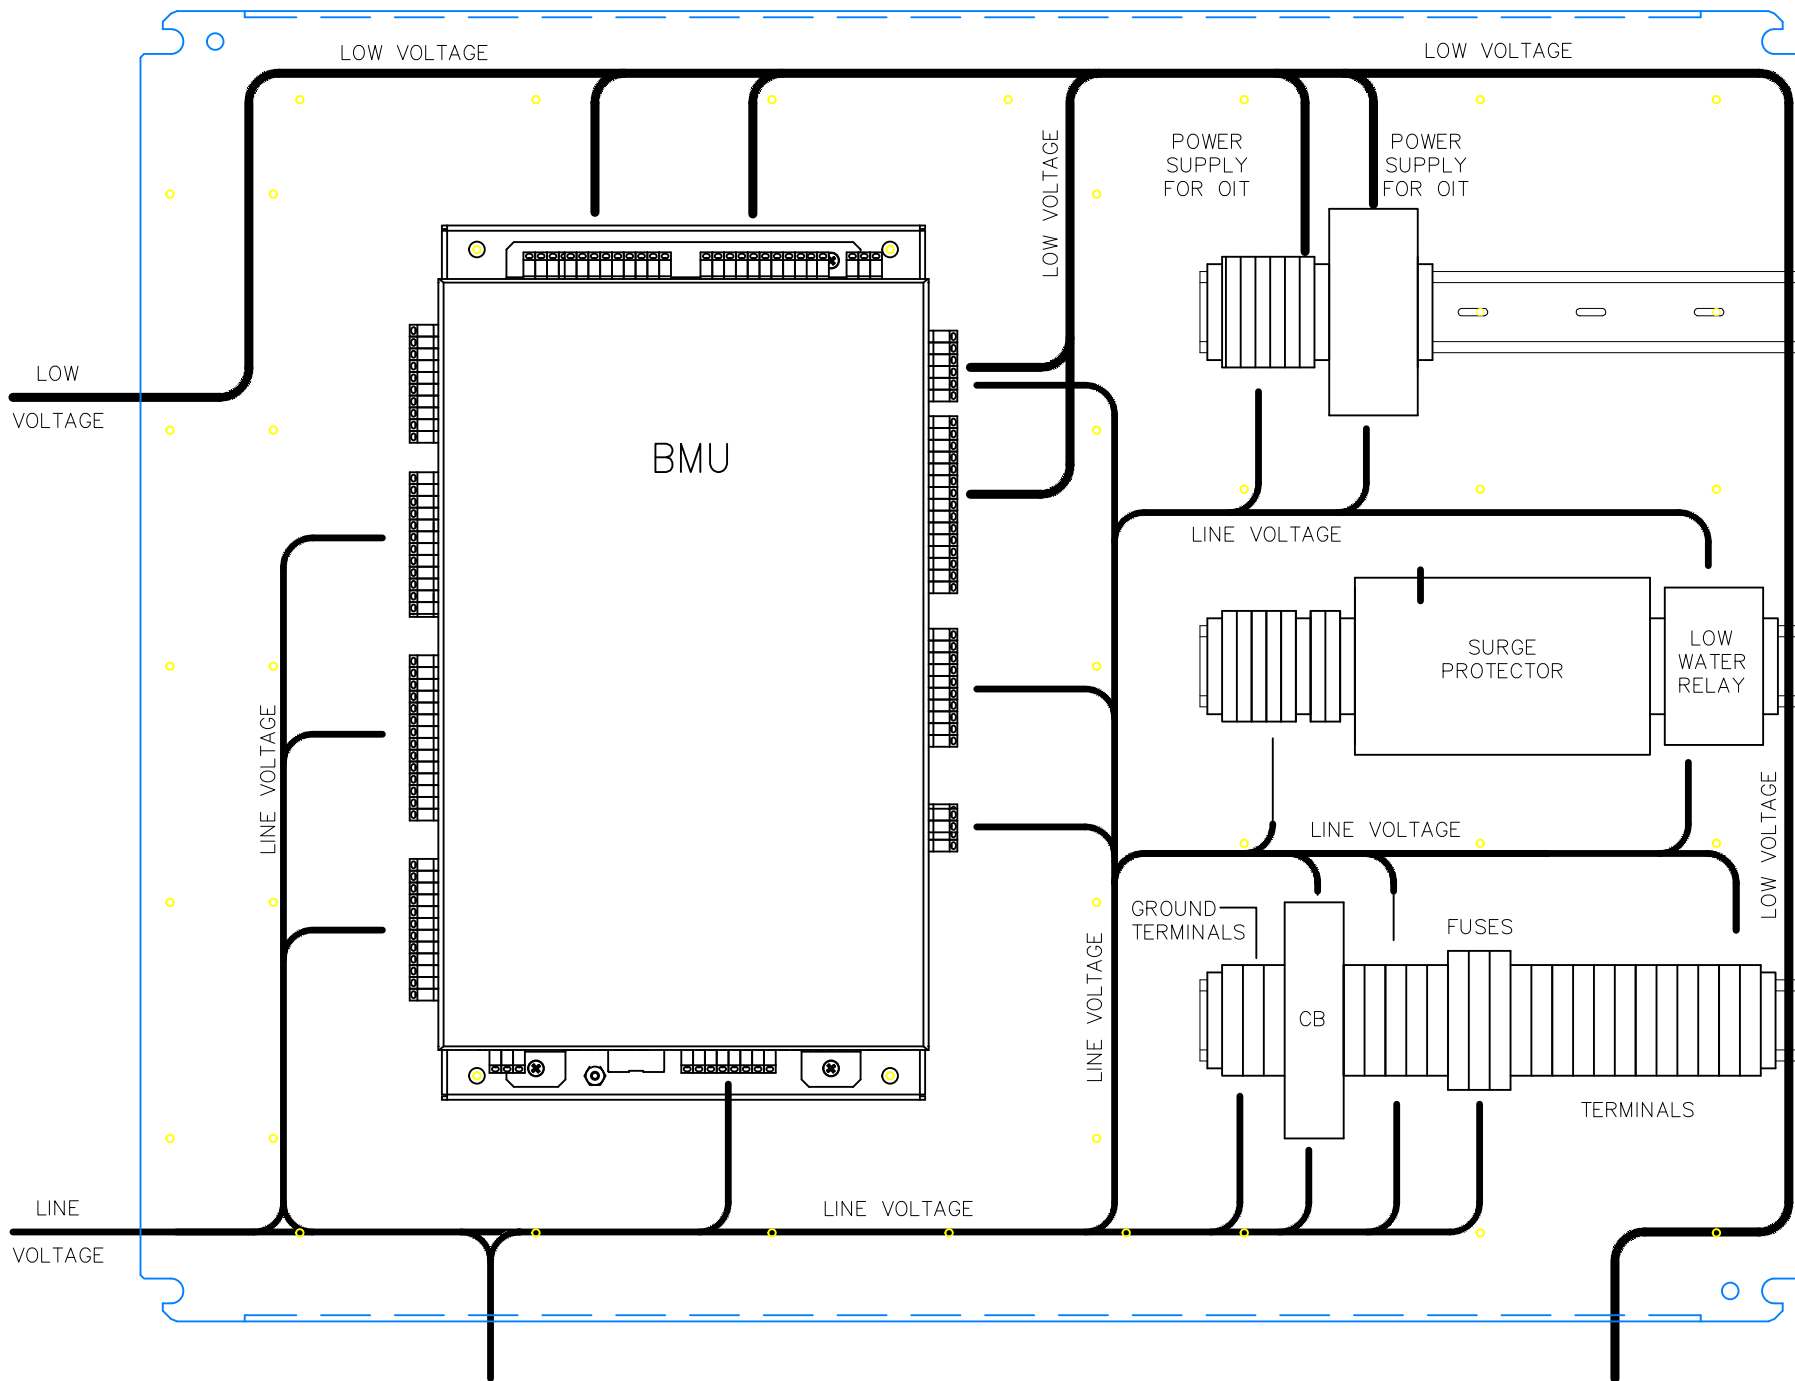 LOW VOLTAGE
LOW VOLTAGE
LOW VOLTAGE
POWER
SUPPLY
FOR OIT
POWER
SUPPLY
FOR OIT
LOW
VOLTAGE
BMU
LINE VOLTAGE
SURGE
PROTECTOR
LOW
WATER
RELAY
LINE VOLTAGE
LINE VOLTAGE
LOW VOLTAGE
GROUND
TERMINALS
FUSES
LINE VOLTAGE
CB
TERMINALS
LINE
VOLTAGE
LINE VOLTAGE